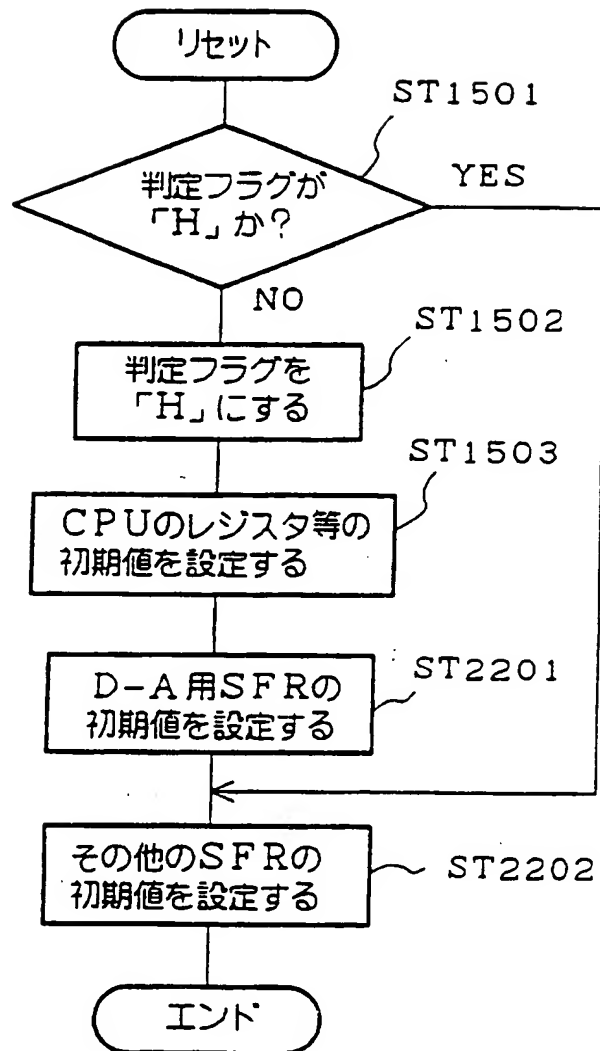 リセット
ST1501
判定フラグが
「H」か?
YES
NO
ST1502
判定フラグを
「H」にする
ST1503
CPUのレジスタ等の
初期値を設定する
ST2201
D-A用SFRの
初期値を設定する
その他のSFRの
初期値を設定する
ST2202
エンド